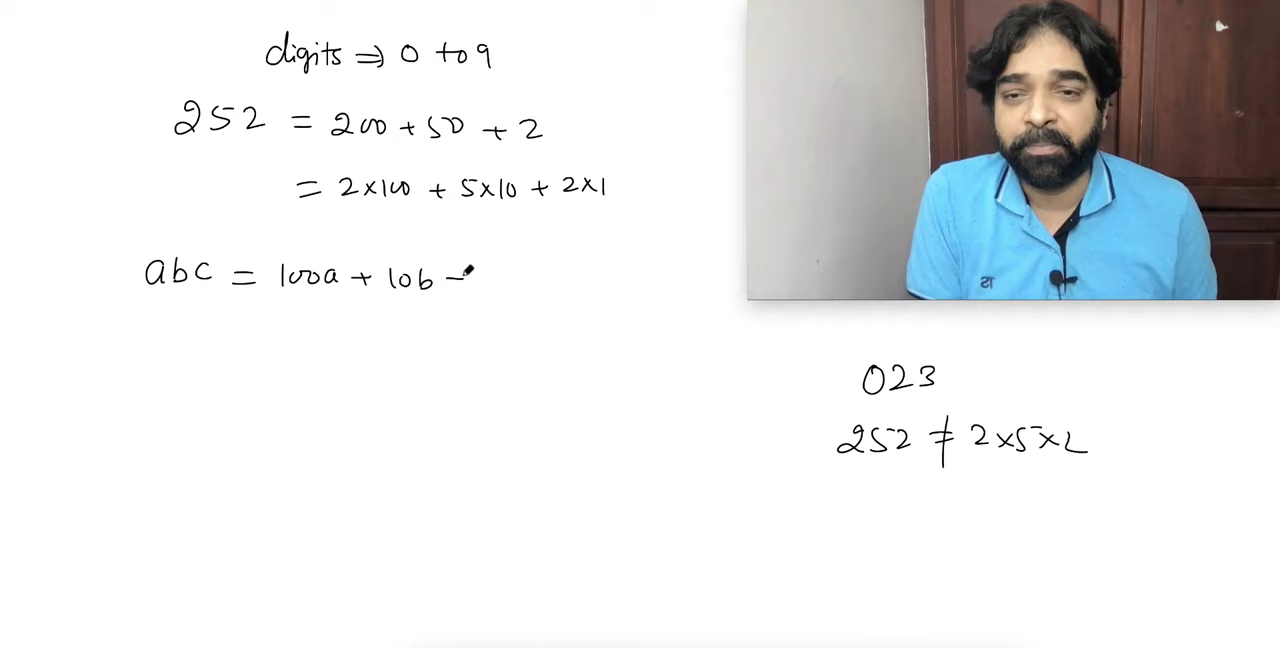 digits ⇒ 0 to 9
252 = 200 + 50 + 2
= 2×100 + 5×10 + 2×1
abc = 100a + 10b -
023
252 ≠ 2×5×2